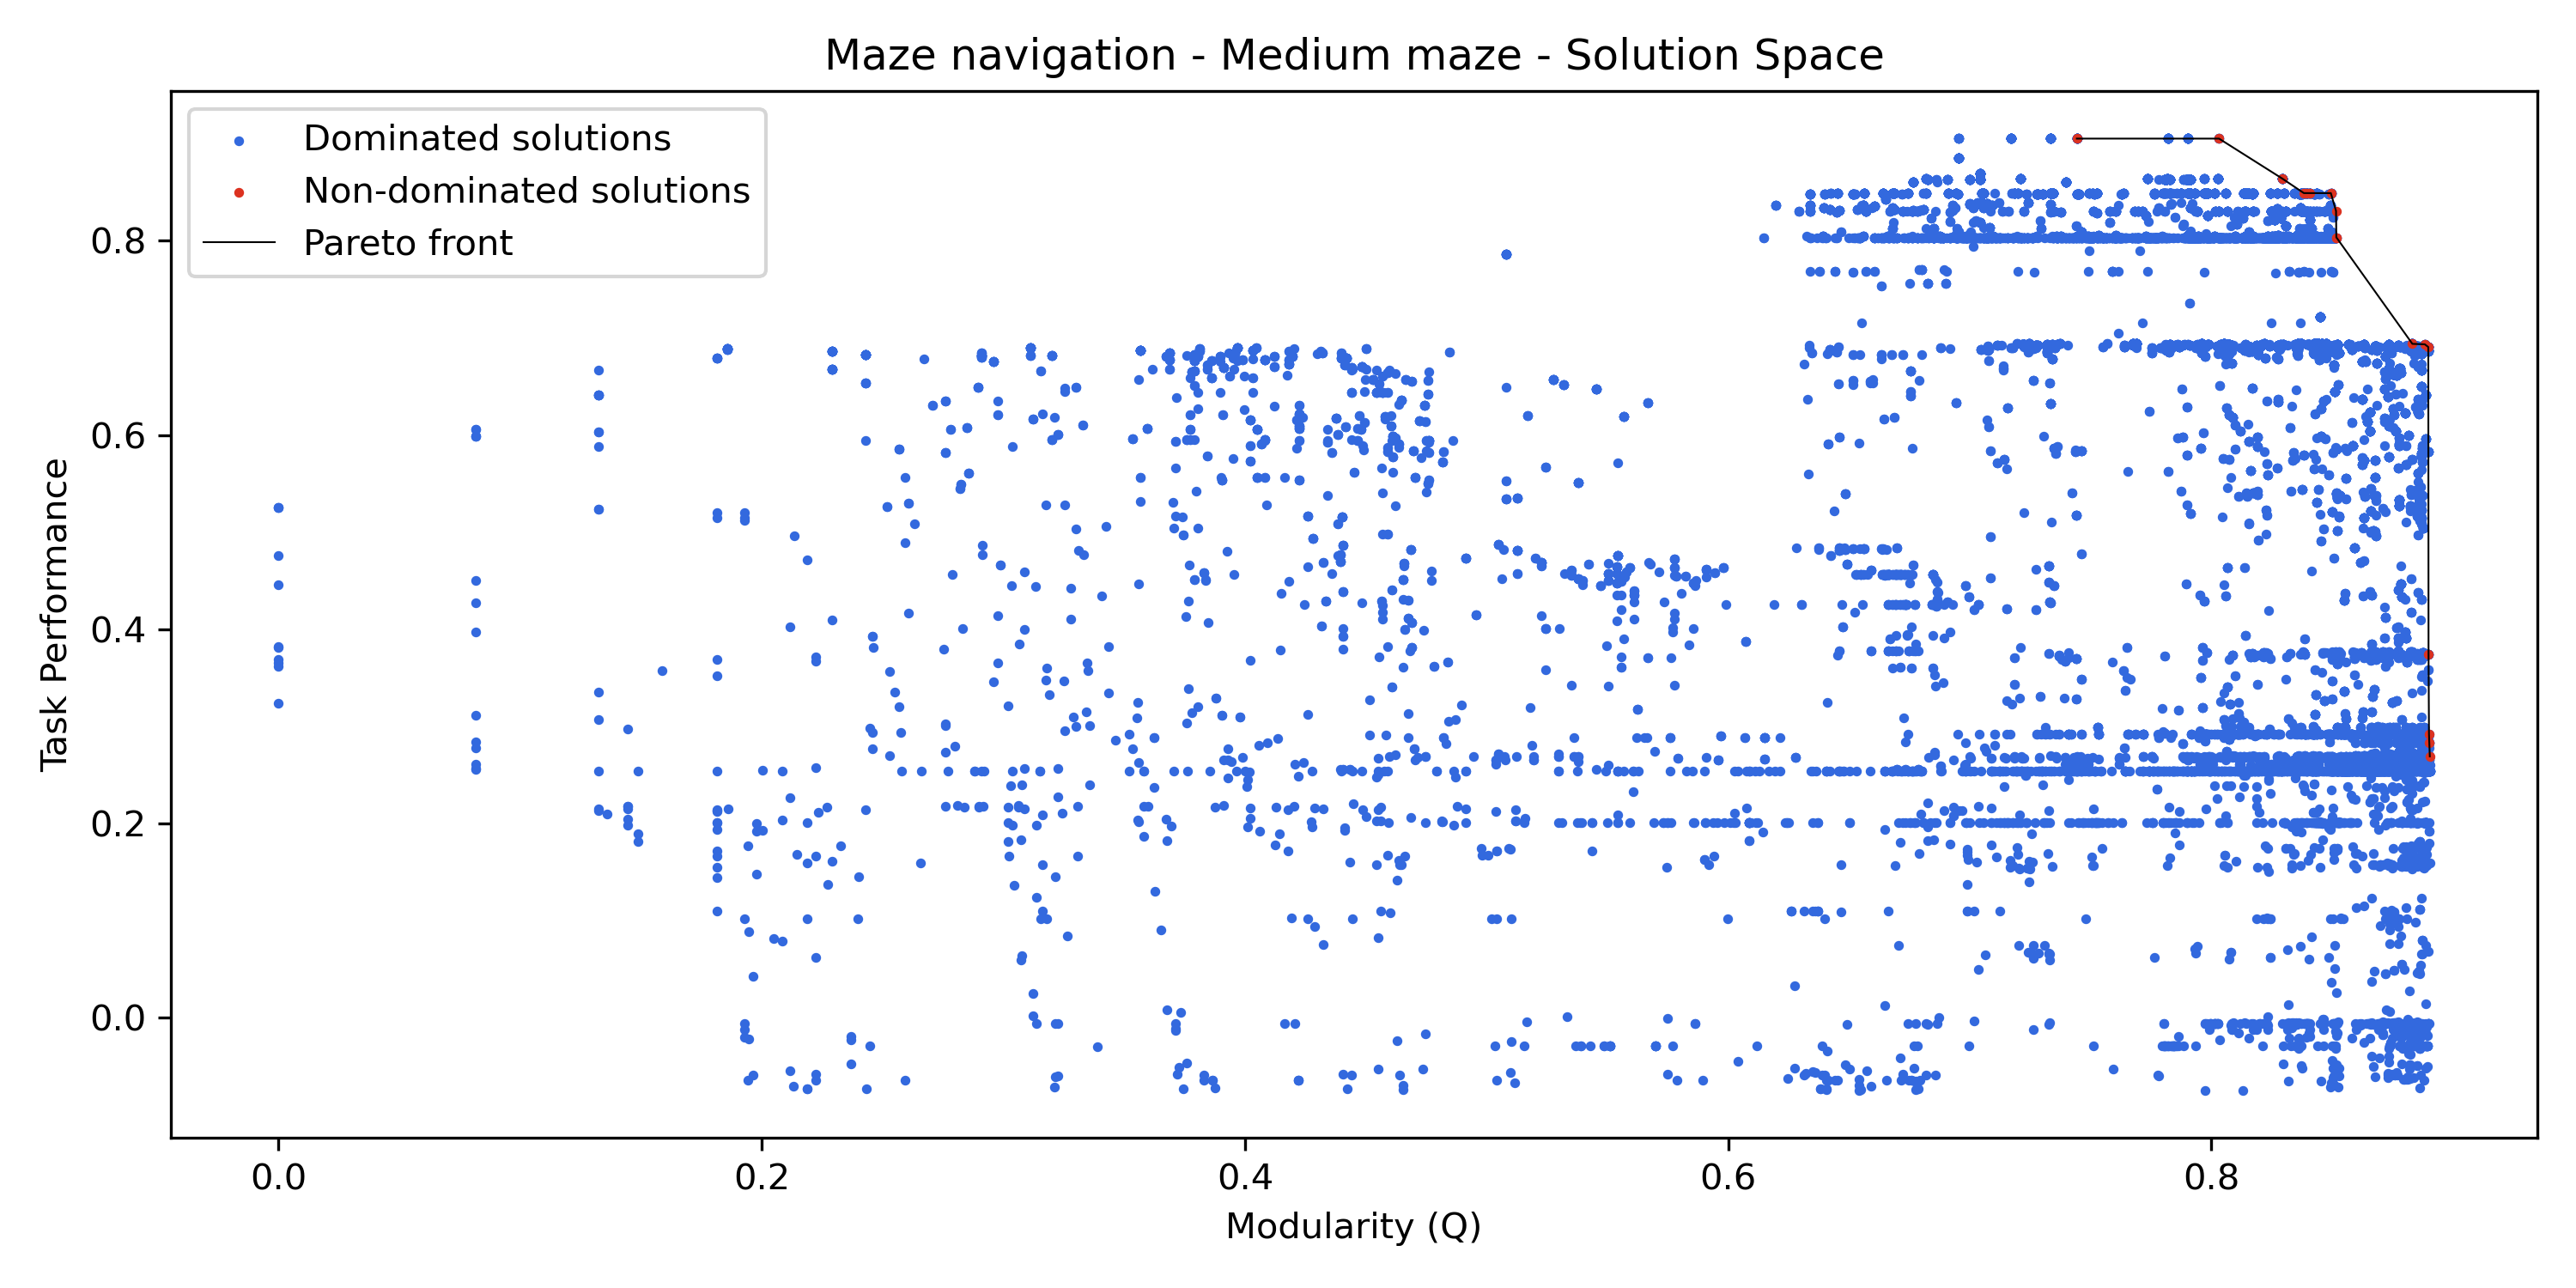 Maze navigation - Medium maze - Solution Space
Dominated solutions
Non-dominated solutions
Pareto front
Task Performance
0.8
0.6
0.4
0.2
0.0
0.0 0.2 0.4 0.6 0.8
Modularity (Q)